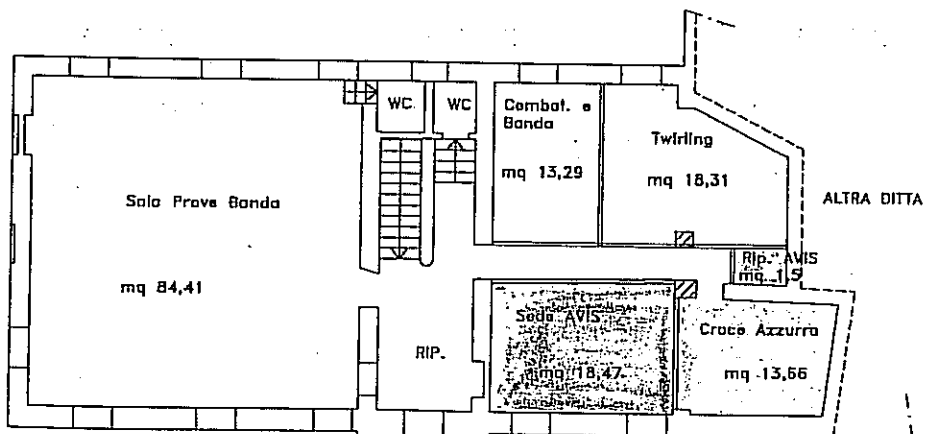 WC
WC
Combat. e
Banda
mq 13,29
Twirling
mq 18,31
ALTRA DITTA
Sala Prove Banda
mq 84,41
Rip. AVIS
mq 1,5
Sede AVIS
mq 18,47
Croce Azzurra
mq 13,66
RIP.